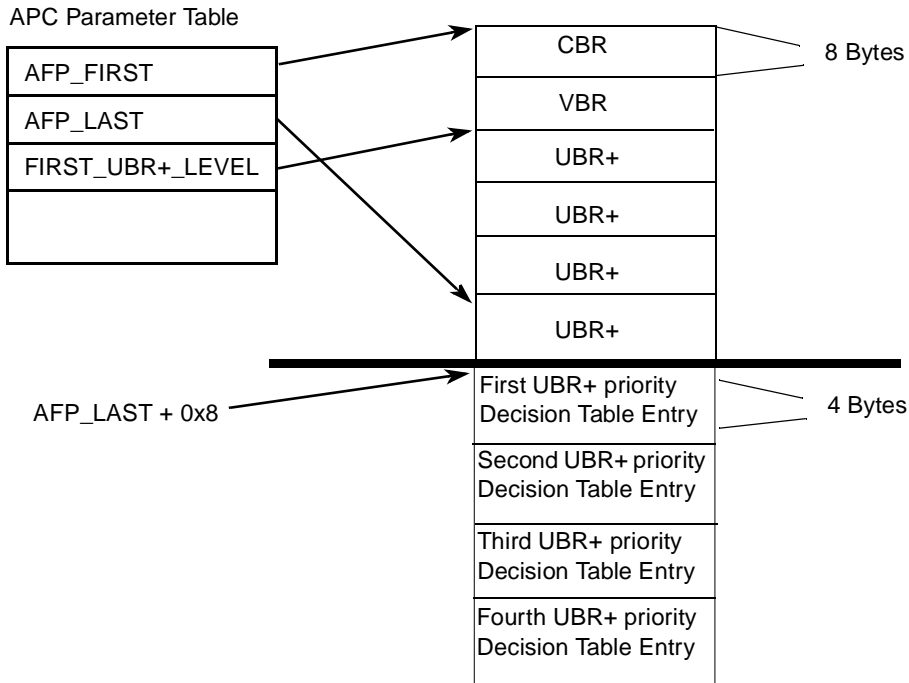 APC Parameter Table
AFP_FIRST
AFP_LAST
FIRST_UBR+_LEVEL
CBR
8 Bytes
VBR
UBR+
UBR+
UBR+
UBR+
AFP_LAST + 0x8
First UBR+ priority
Decision Table Entry
4 Bytes
Second UBR+ priority
Decision Table Entry
Third UBR+ priority
Decision Table Entry
Fourth UBR+ priority
Decision Table Entry